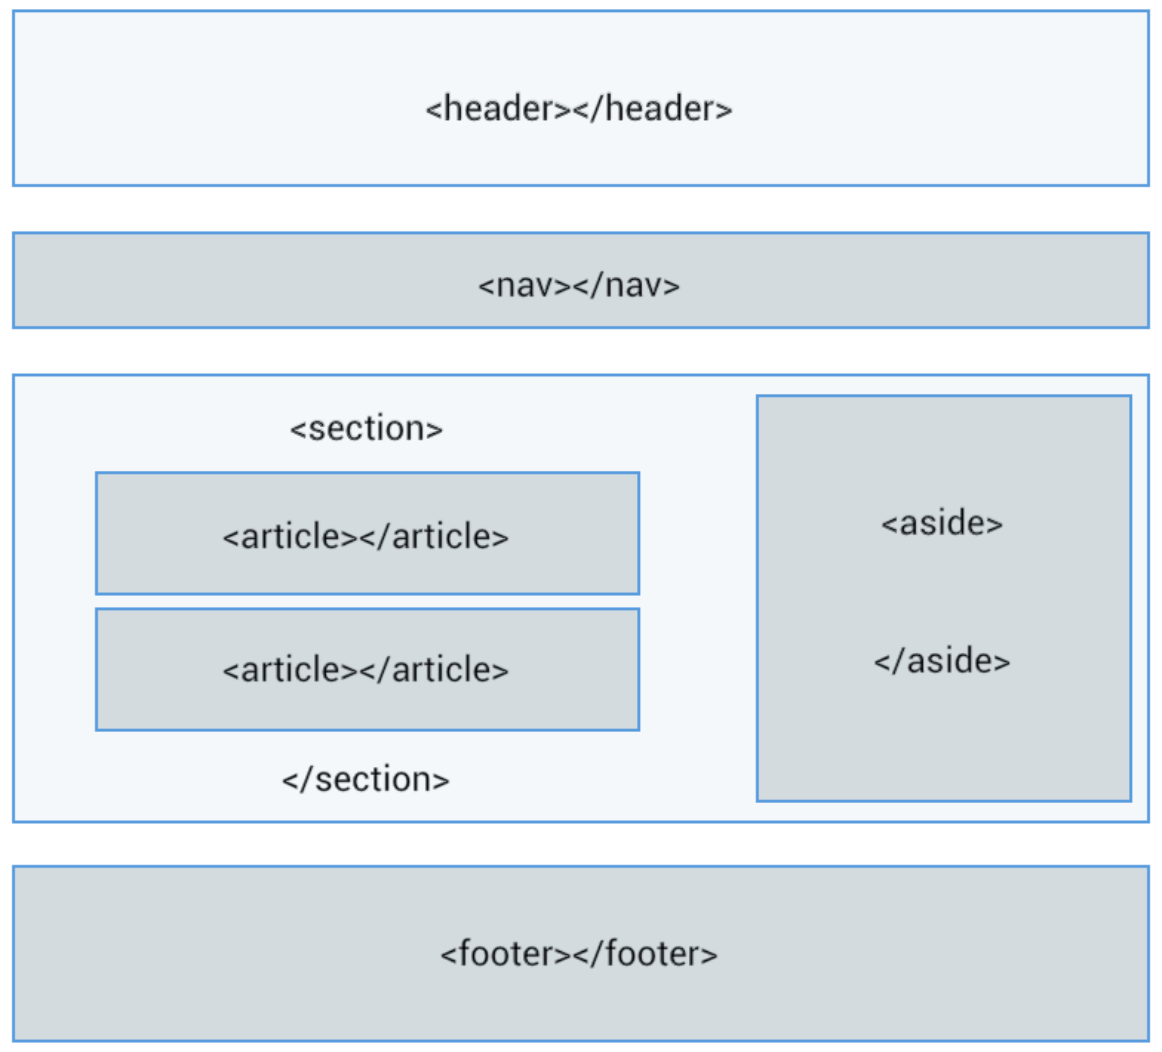 <header></header>
<nav></nav>
<section>
<article></article>
<article></article>
</section>
<aside>
</aside>
<footer></footer>